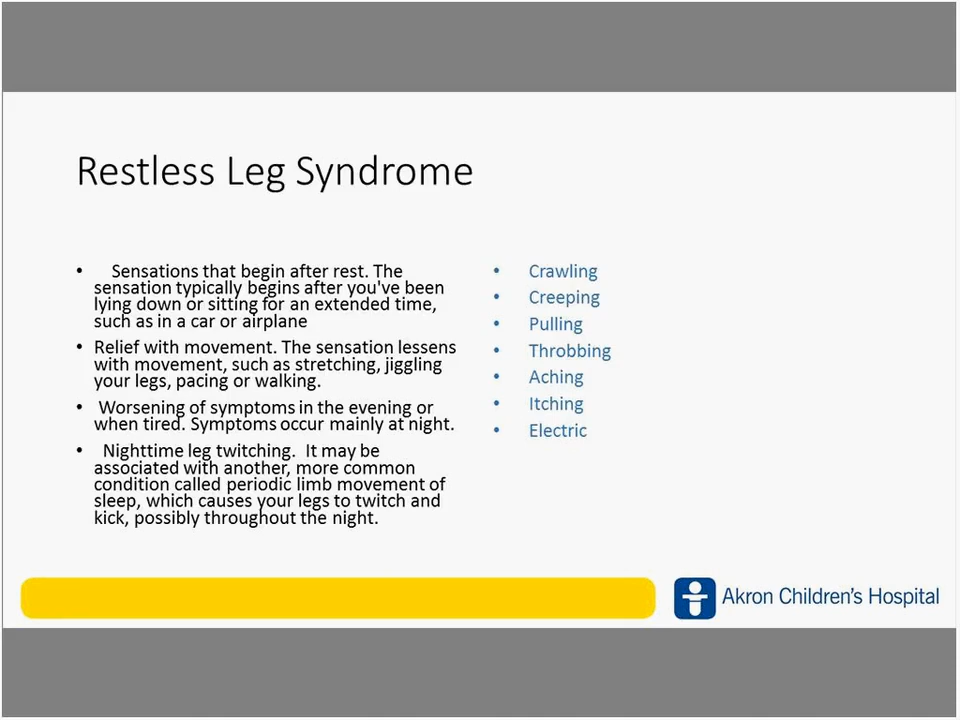 Restless Leg Syndrome
• Sensations that begin after rest. The
sensation typically begins after you've been
lying down or sitting for an extended time,
such as in a car or airplane
• Relief with movement. The sensation lessens
with movement, such as stretching, jiggling
your legs, pacing or walking.
• Worsening of symptoms in the evening or
when tired. Symptoms occur mainly at night.
• Nighttime leg twitching. It may be
associated with another, more common
condition called periodic limb movement of
sleep, which causes your legs to twitch and
kick, possibly throughout the night.
• Crawling
• Creeping
• Pulling
• Throbbing
• Aching
• Itching
• Electric
Akron Children's Hospital